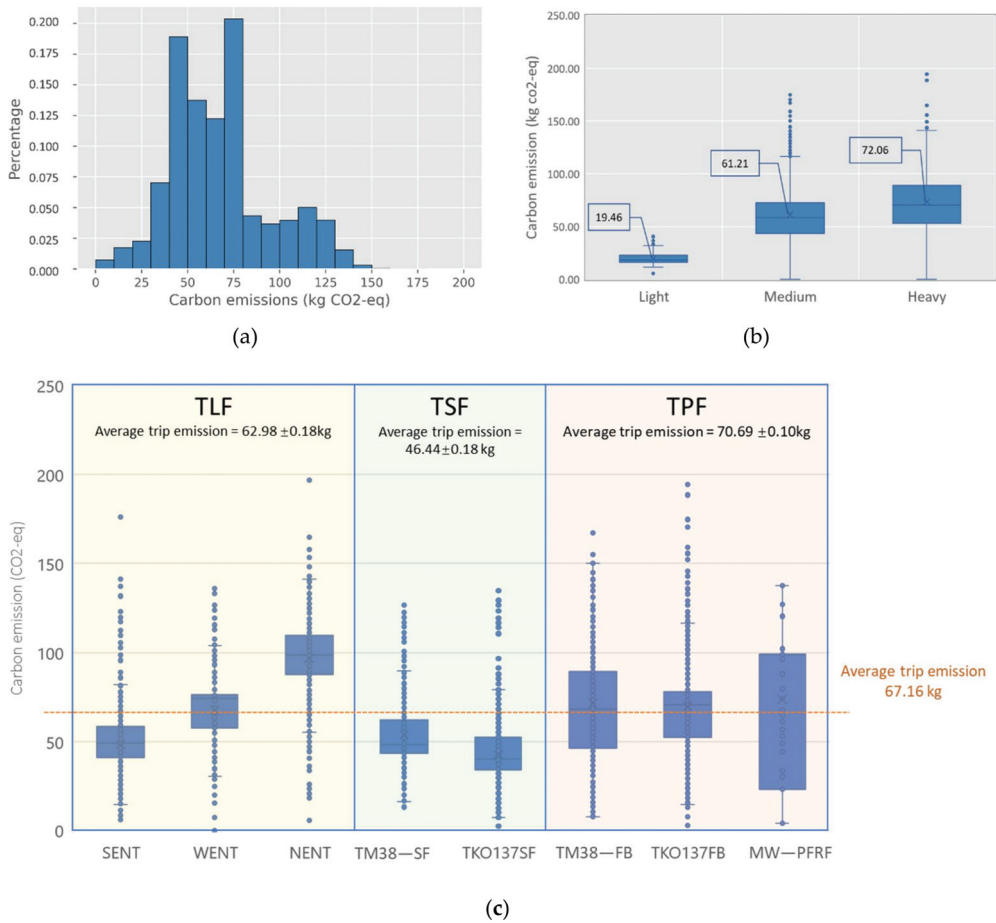 0.200
0.175
0.150
0.125
0.100
0.075
0.050
0.025
0.000
Percentage
0 25 50 75 100 125 150 175 200
Carbon emissions (kg CO2-eq)
(a)
250.00
200.00
150.00
100.00
50.00
0.00
Carbon emission (kg co2-eq)
19.46
61.21
72.06
Light Medium Heavy
(b)
250
200
150
100
50
0
Carbon emission (CO2-eq)
TLF
Average trip emission = 62.98 ±0.18kg
TSF
Average trip emission =
46.44±0.18 kg
TPF
Average trip emission = 70.69 ±0.10kg
Average trip emission
67.16 kg
SENT WENT NENT TM38—SF TKO137SF TM38—FB TKO137FB MW—PFRF
(c)